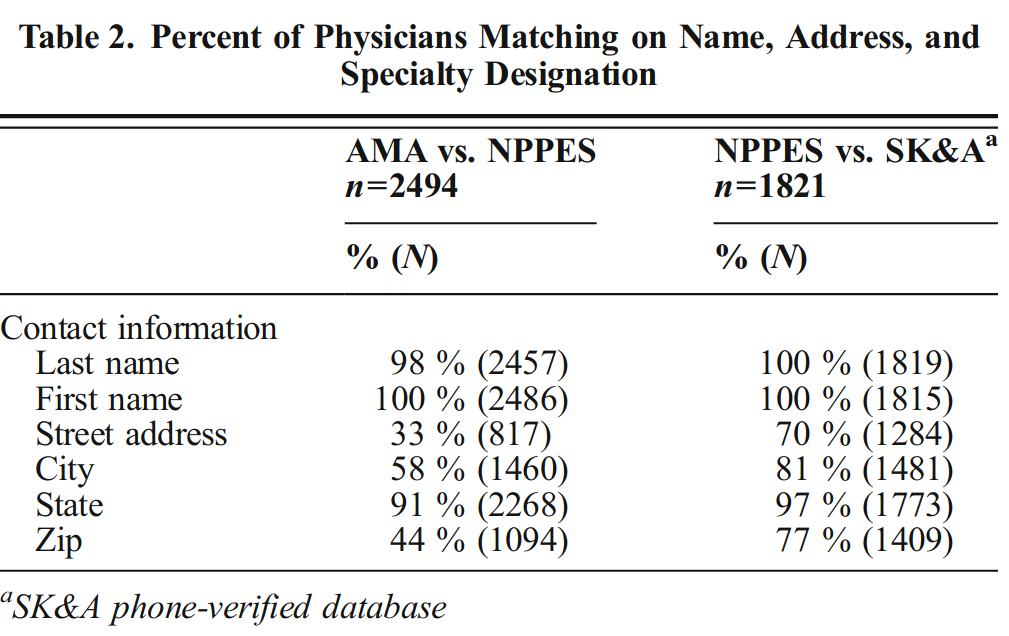 Table 2. Percent of Physicians Matching on Name, Address, and
Specialty Designation
AMA vs. NPPES NPPES vs. SK&Aa
n=2494 n=1821
% (N) % (N)
Contact information
Last name 98 % (2457) 100 % (1819)
First name 100 % (2486) 100 % (1815)
Street address 33 % (817) 70 % (1284)
City 58 % (1460) 81 % (1481)
State 91 % (2268) 97 % (1773)
Zip 44 % (1094) 77 % (1409)
aSK&A phone-verified database